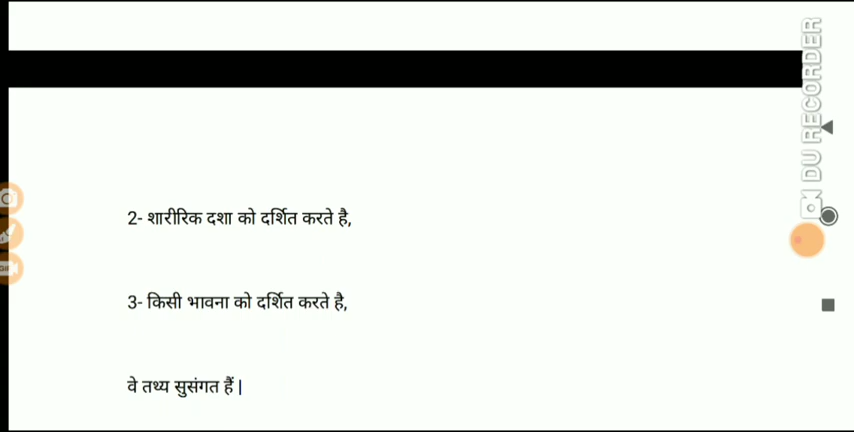 2- शारीरिक दशा को दर्शित करते है,
3- किसी भावना को दर्शित करते है,
वे तथ्य सुसंगत हैं|
DU RECORDER